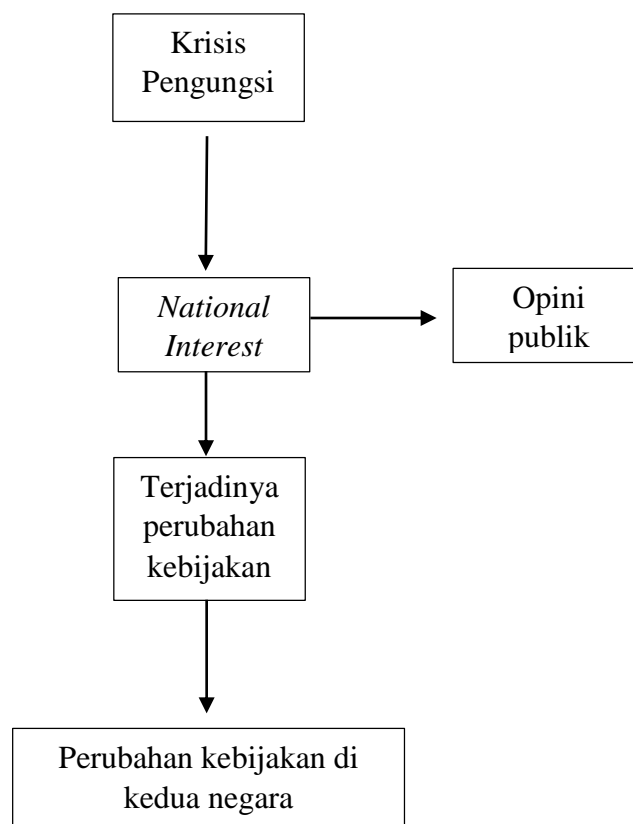 Krisis
Pengungsi
National
Interest
Opini
publik
Terjadinya
perubahan
kebijakan
Perubahan kebijakan di
kedua negara